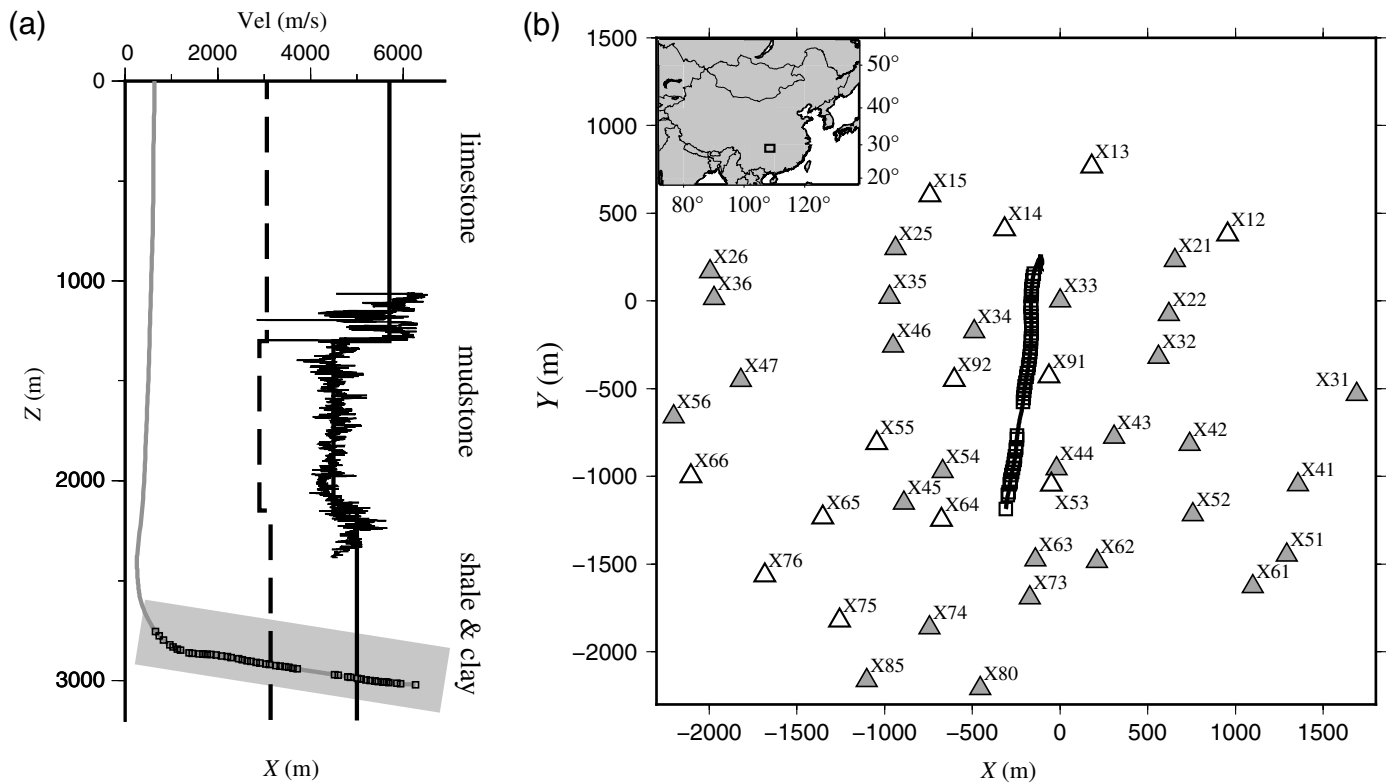 (a)
Vel (m/s)
0 2000 4000 6000
0
1000
2000
3000
Z (m)
limestone
mudstone
shale & clay
X (m)
(b)
1500
1000
500
0
−500
−1000
−1500
−2000
Y (m)
50°
40°
30°
20°
80° 100° 120°
X13
X15
X14
X12
X25
X21
X26
X36
X35
X33
X22
X34
X46
X32
X92
X91
X47
X31
X56
X55
X43
X42
X66
X54
X44
X41
X45
X53
X65
X64
X52
X76
X63
X62
X51
X61
X73
X75
X74
X85
X80
−2000 −1500 −1000 −500 0 500 1000 1500
X (m)